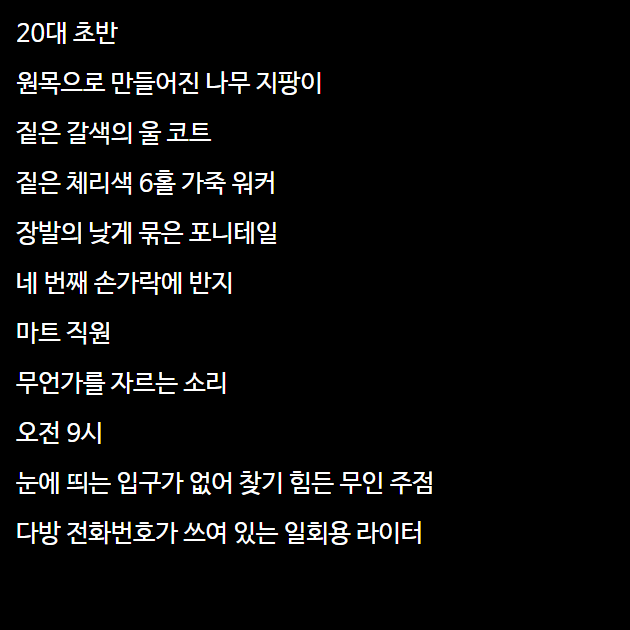 20대 초반
원목으로 만들어진 나무 지팡이
짙은 갈색의 울 코트
짙은 체리색 6홀 가죽 워커
장발의 낮게 묶은 포니테일
네 번째 손가락에 반지
마트 직원
무언가를 자르는 소리
오전 9시
눈에 띄는 입구가 없어 찾기 힘든 무인 주점
다방 전화번호가 쓰여 있는 일회용 라이터